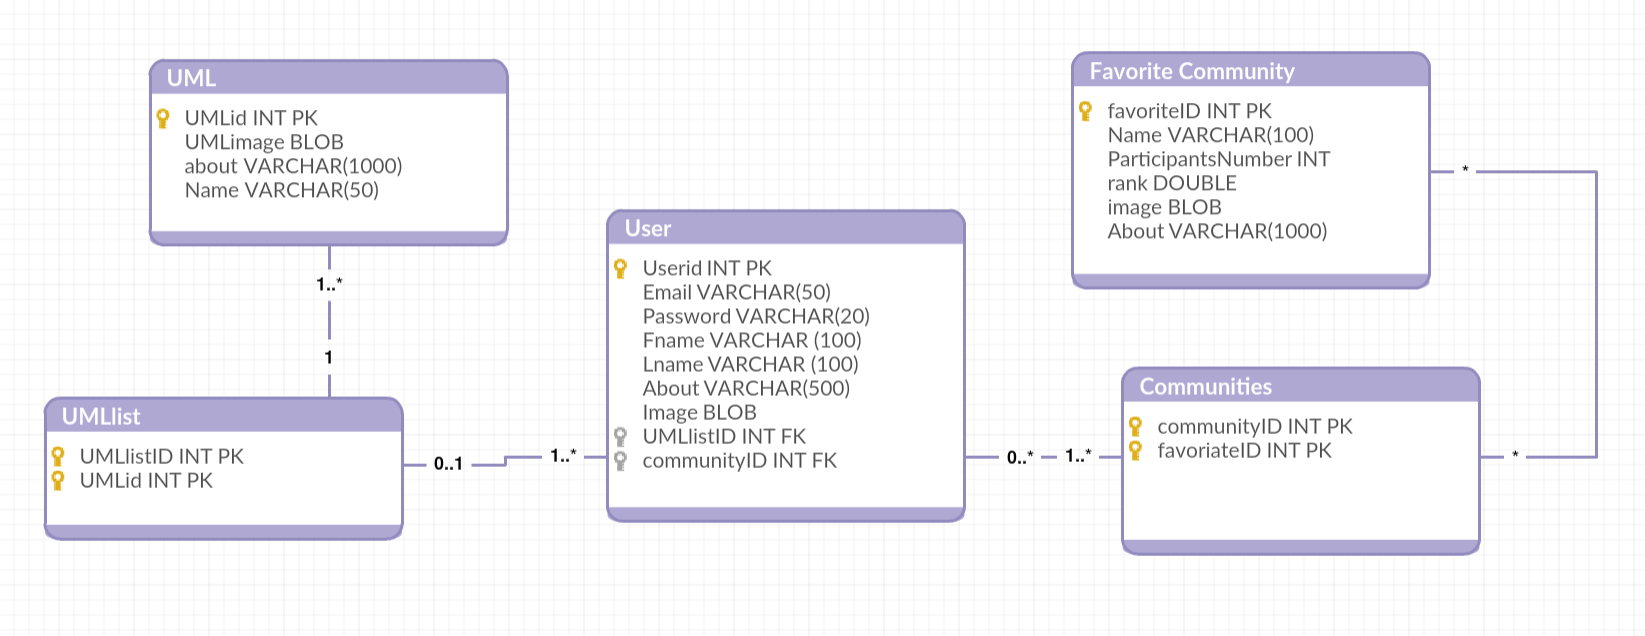 UML
UMLid INT PK
UMLimage BLOB
about VARCHAR(1000)
Name VARCHAR(50)
1..*
1
UMLlist
UMLlistID INT PK
UMLid INT PK
0..1
1..*
User
Userid INT PK
Email VARCHAR(50)
Password VARCHAR(20)
Fname VARCHAR (100)
Lname VARCHAR (100)
About VARCHAR(500)
Image BLOB
UMLlistID INT FK
communityID INT FK
0..*
1..*
Favorite Community
favoriteID INT PK
Name VARCHAR(100)
ParticipantsNumber INT
rank DOUBLE
image BLOB
About VARCHAR(1000)
*
Communities
communityID INT PK
favoriateID INT PK
*